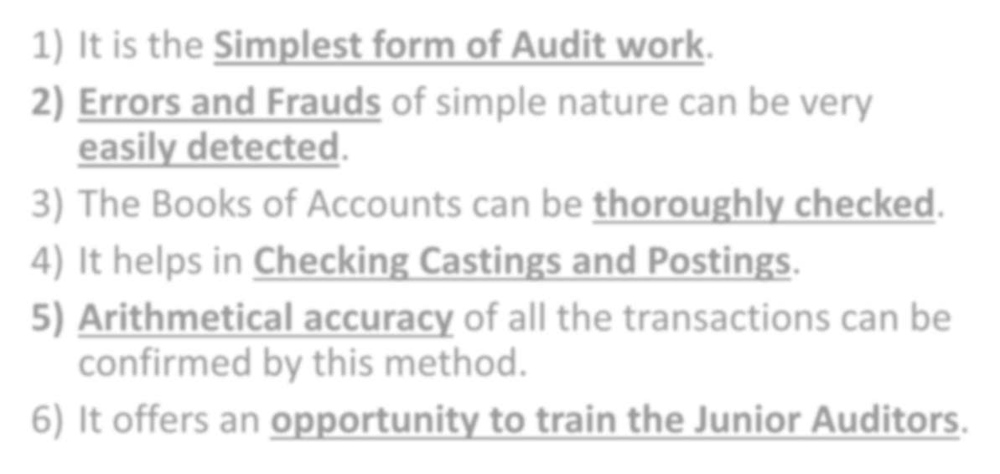 1) It is the Simplest form of Audit work.
2) Errors and Frauds of simple nature can be very
easily detected.
3) The Books of Accounts can be thoroughly checked.
4) It helps in Checking Castings and Postings.
5) Arithmetical accuracy of all the transactions can be
confirmed by this method.
6) It offers an opportunity to train the Junior Auditors.